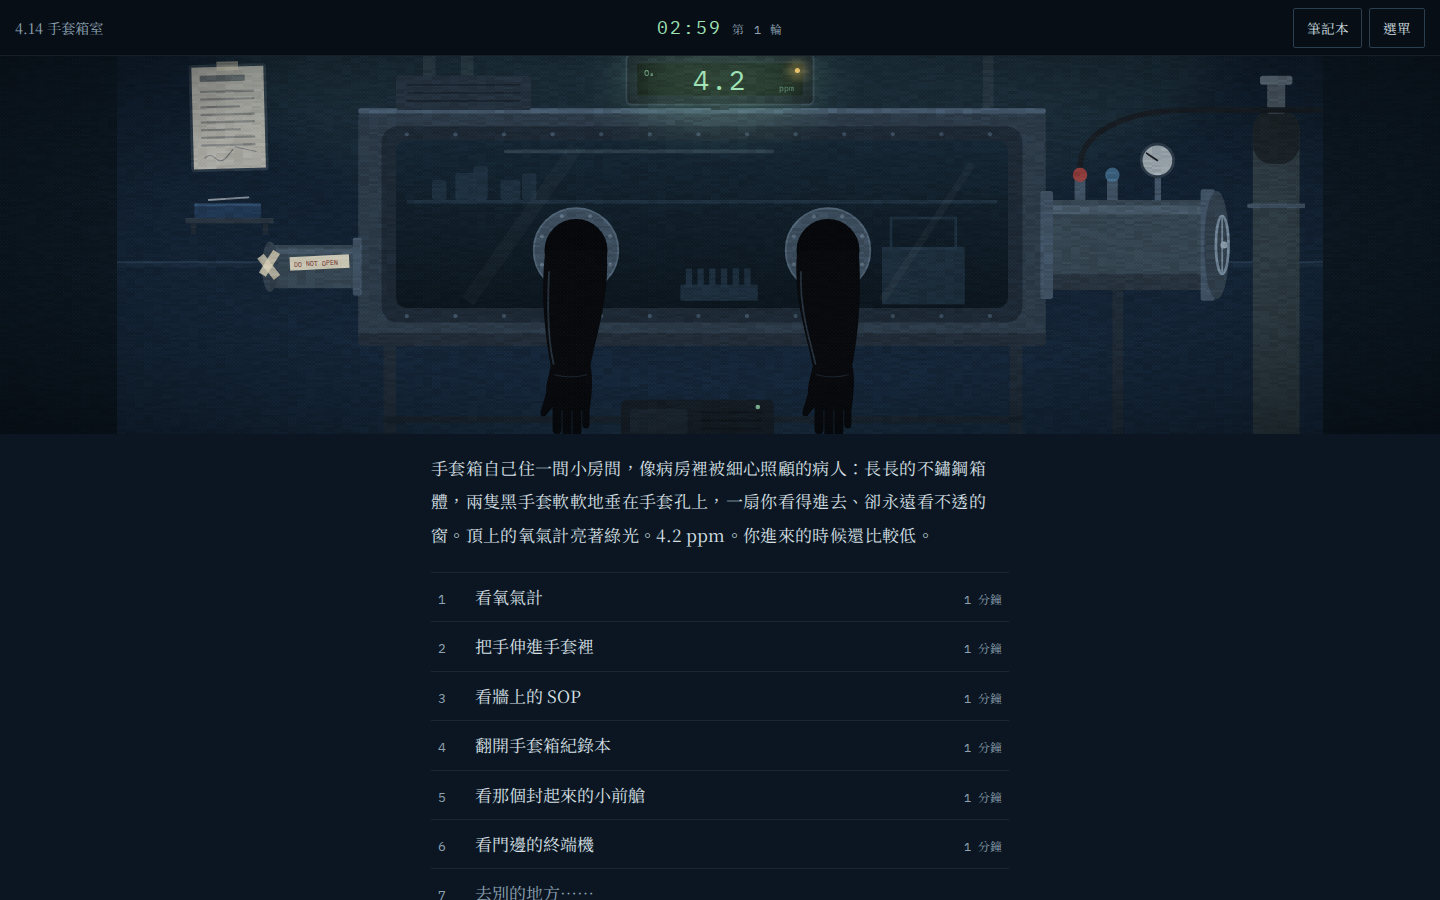 4.14 手套箱室
02:59 第 1 輪
筆記本
選單
O₂
4.2
ppm
DO NOT OPEN
手套箱自己住一間小房間，像病房裡被細心照顧的病人：長長的不鏽鋼箱
體，兩隻黑手套軟軟地垂在手套孔上，一扇你看得進去、卻永遠看不透的
窗。頂上的氧氣計亮著綠光。4.2 ppm。你進來的時候還比較低。
1 看氧氣計 1 分鐘
2 把手伸進手套裡 1 分鐘
3 看牆上的 SOP 1 分鐘
4 翻開手套箱紀錄本 1 分鐘
5 看那個封起來的小前艙 1 分鐘
6 看門邊的終端機 1 分鐘
7 去別的地方……